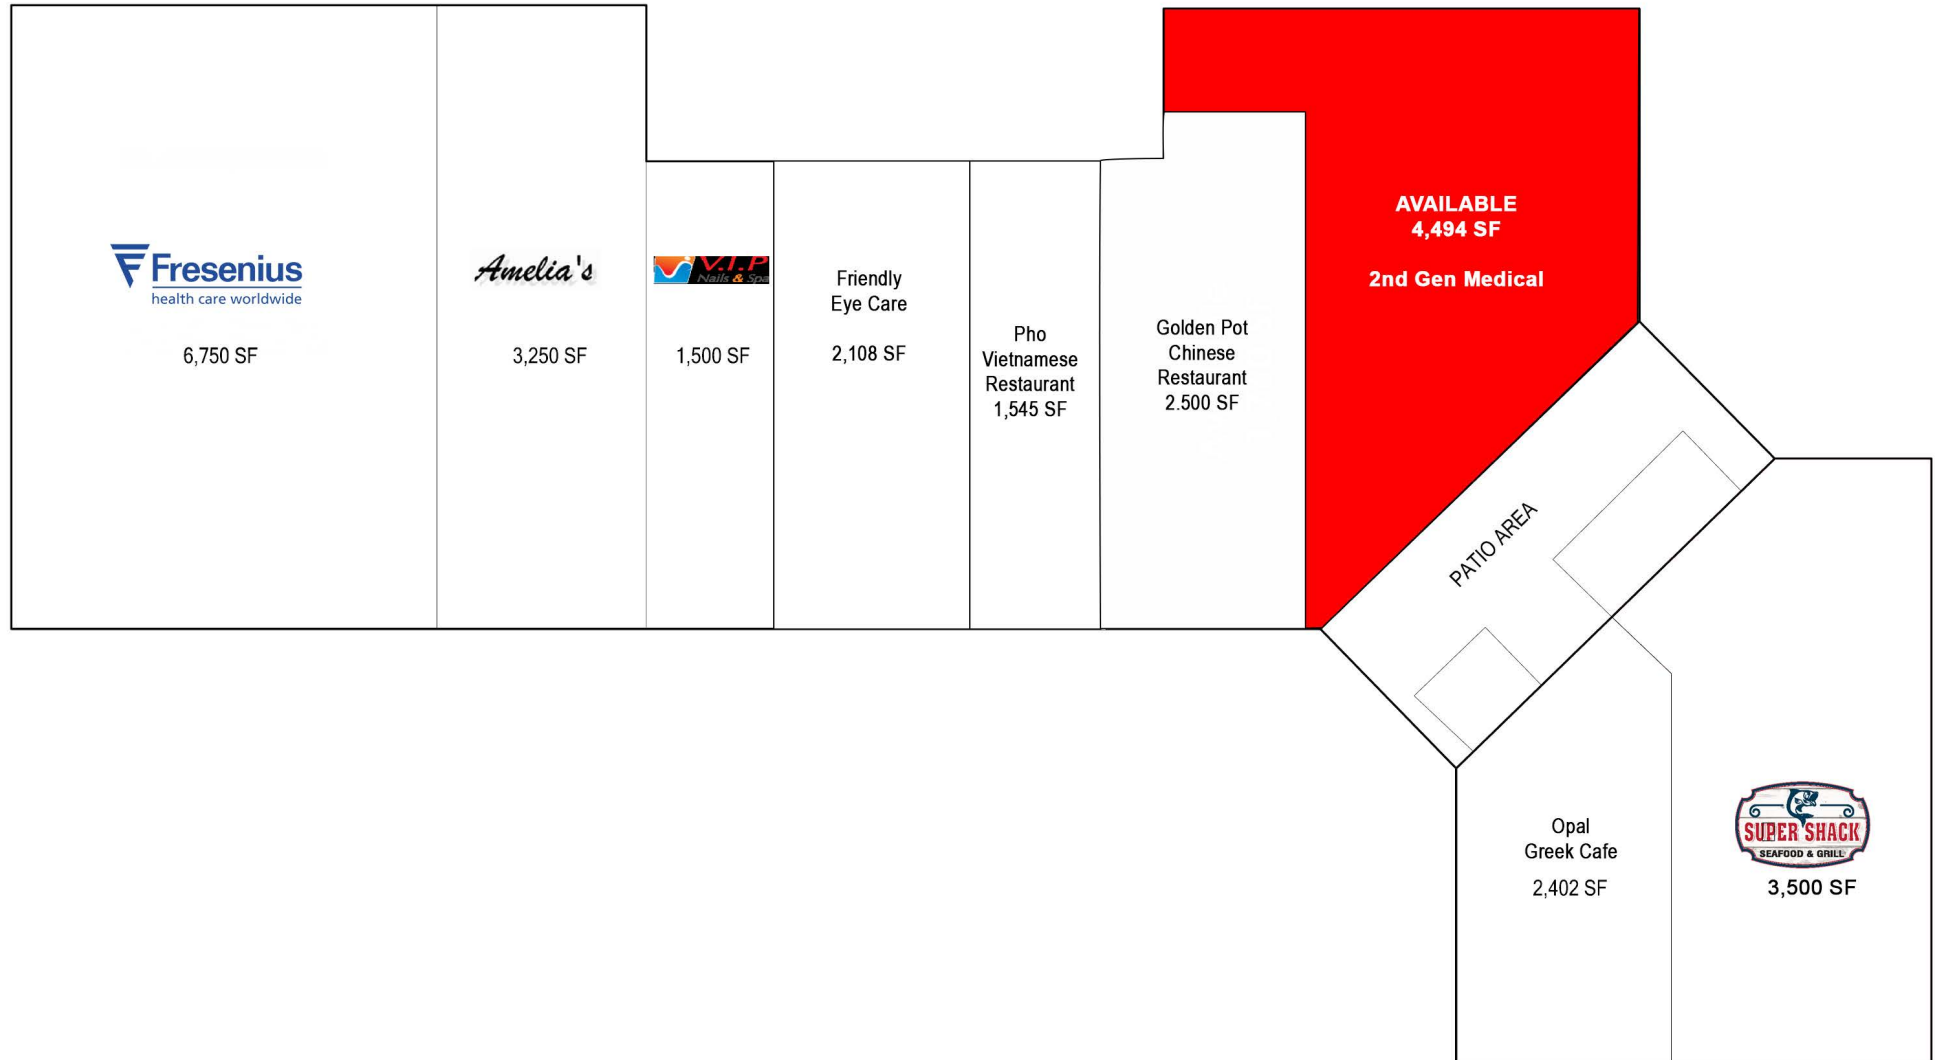 Fresenius
health care worldwide
6,750 SF
Amelia's
3,250 SF
V.I.P
Nails & Spa
1,500 SF
Friendly
Eye Care
2,108 SF
Pho
Vietnamese
Restaurant
1,545 SF
Golden Pot
Chinese
Restaurant
2.500 SF
AVAILABLE
4,494 SF
2nd Gen Medical
PATIO AREA
Opal
Greek Cafe
2,402 SF
SUPER SHACK
SEAFOOD & GRILL
3,500 SF